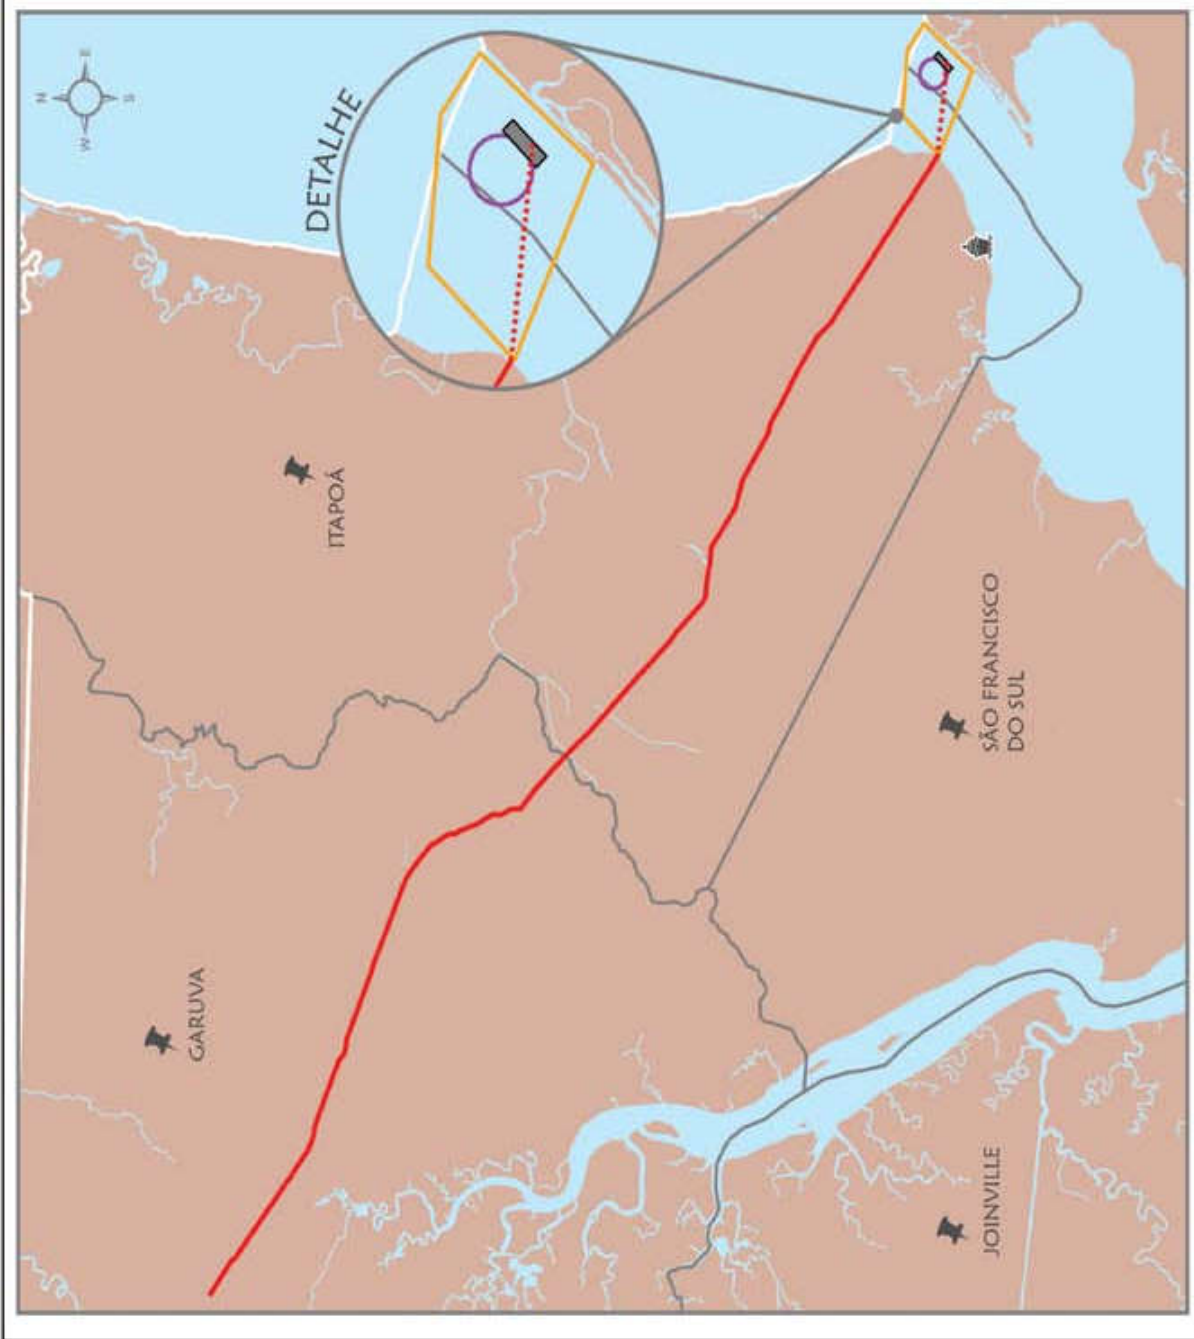 N
E
S
W
DETALHE
ITAPOÁ
GARUVA
SÃO FRANCISCO
DO SUL
JOINVILLE